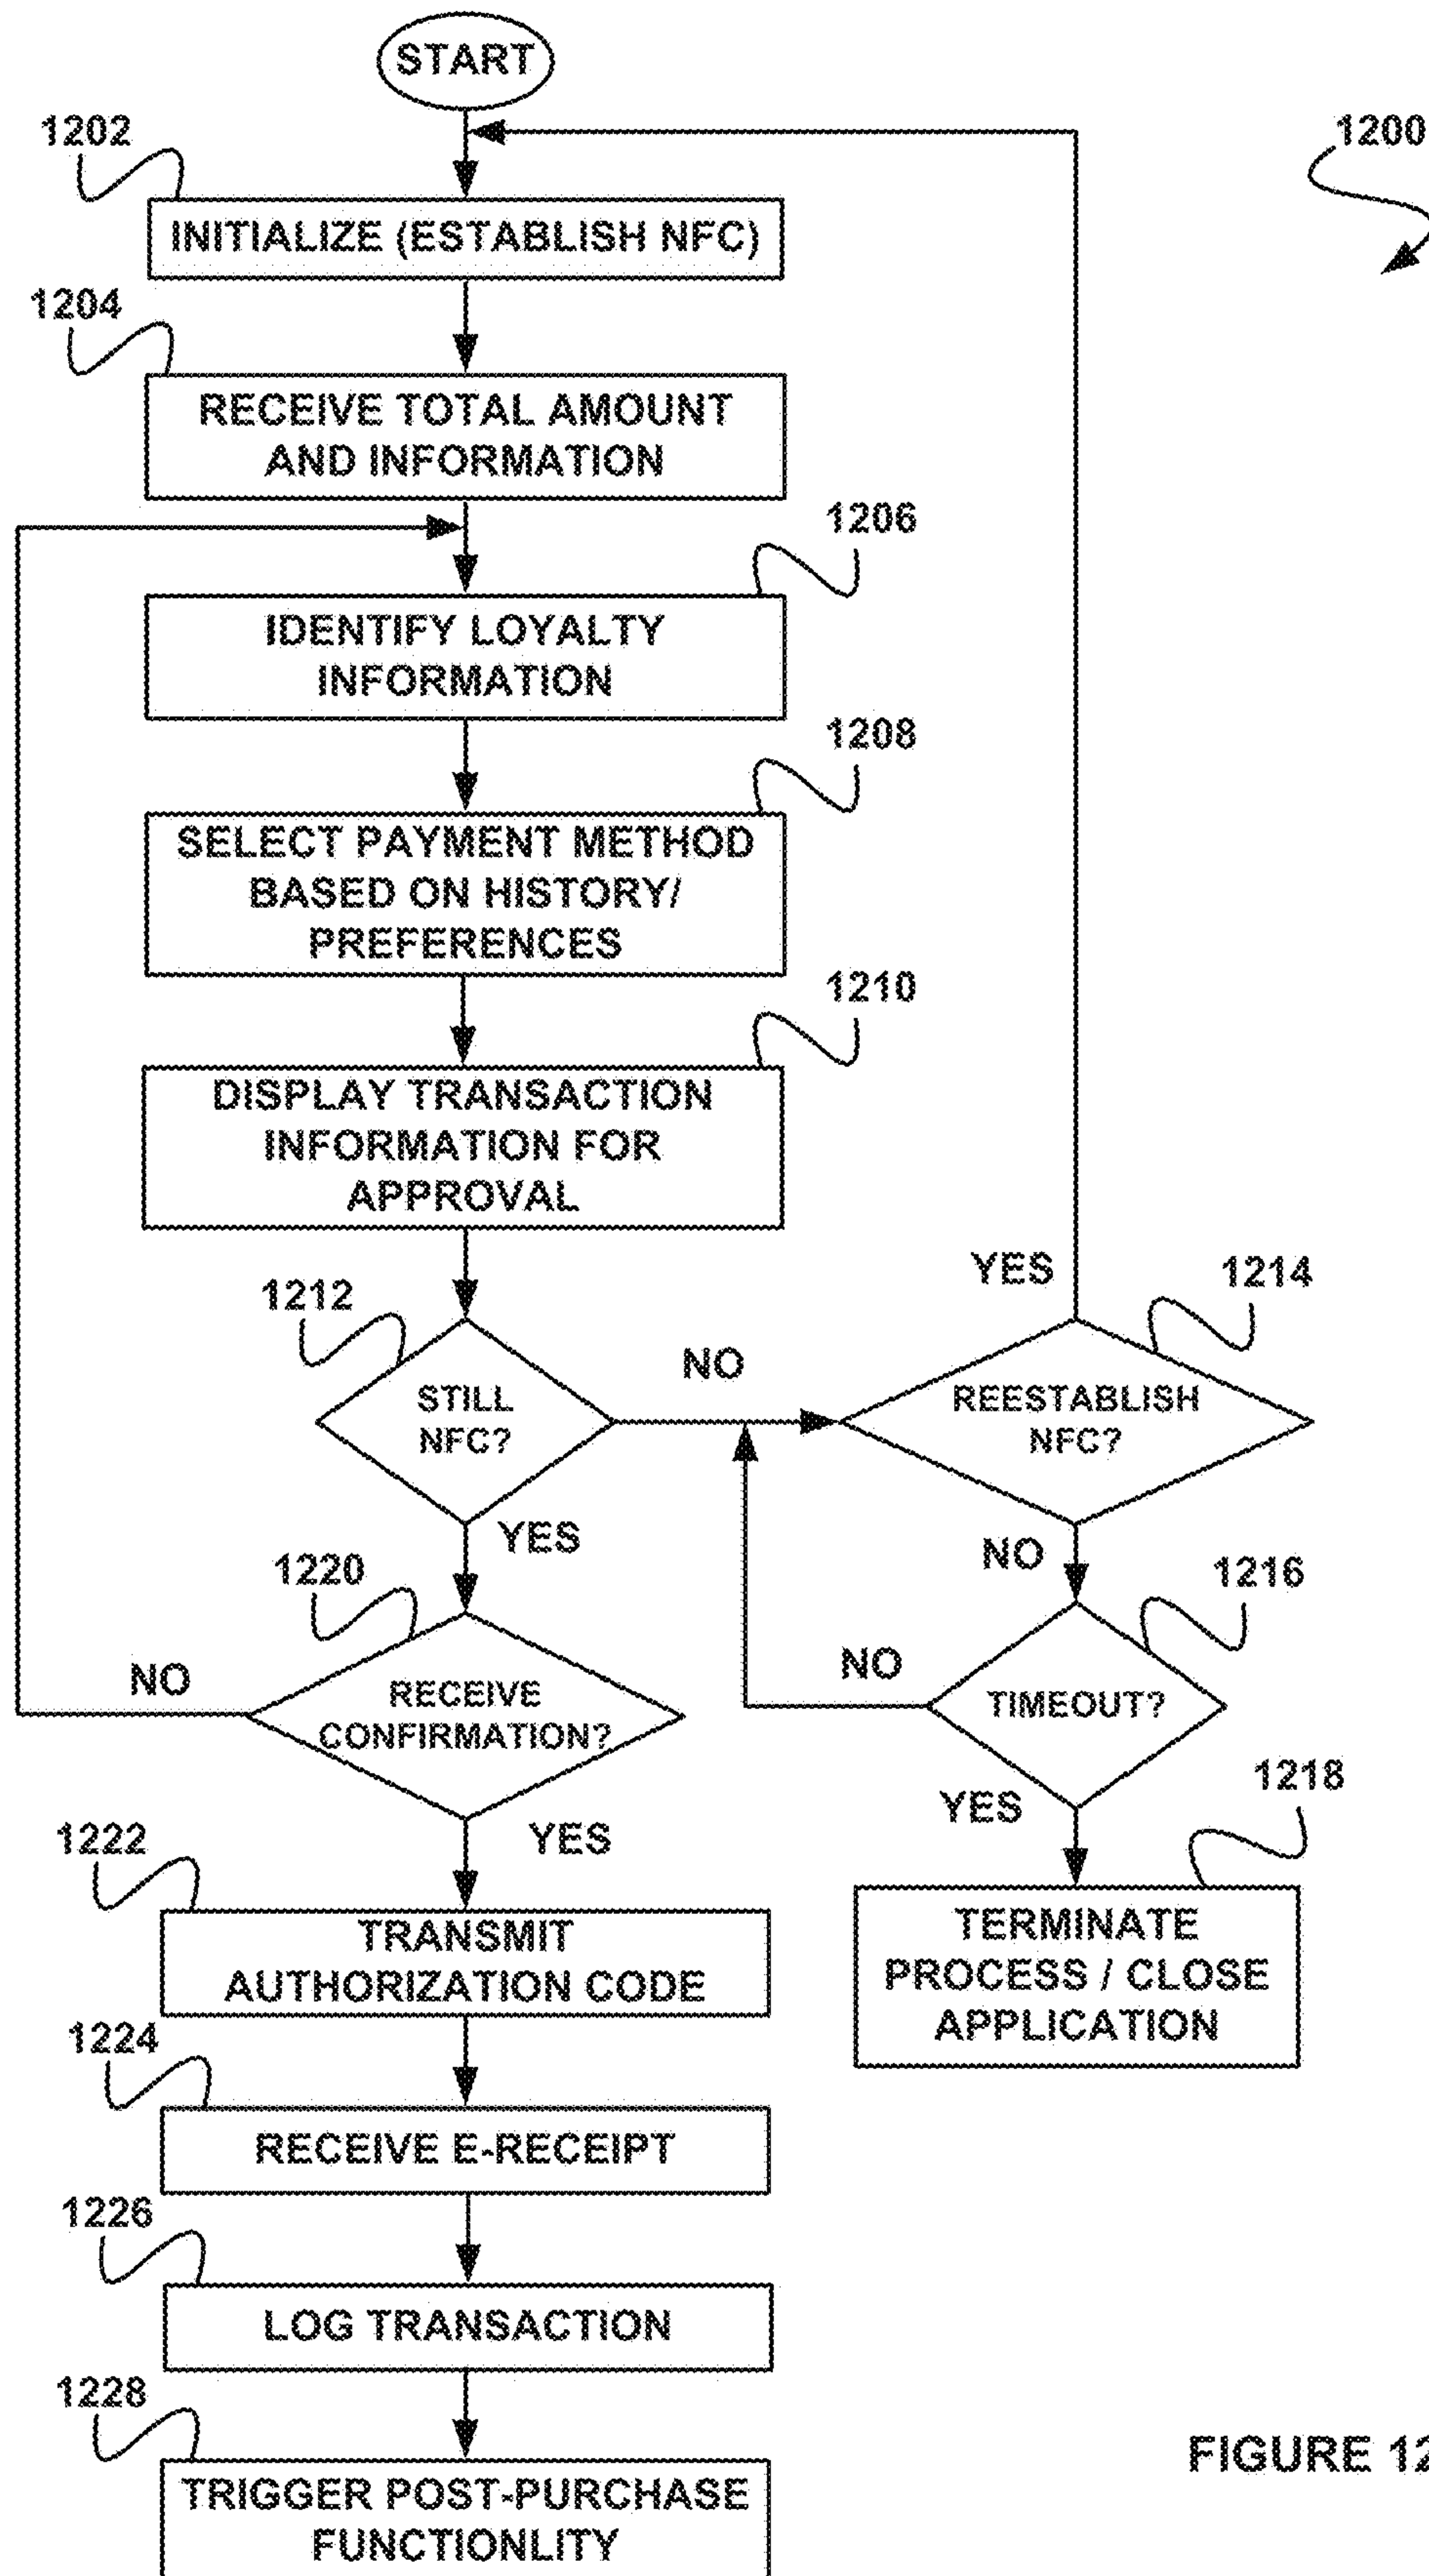 START
1202
1200
INITIALIZE (ESTABLISH NFC)
1204
RECEIVE TOTAL AMOUNT
AND INFORMATION
1206
IDENTIFY LOYALTY
INFORMATION
1208
SELECT PAYMENT METHOD
BASED ON HISTORY/
PREFERENCES
1210
DISPLAY TRANSACTION
INFORMATION FOR
APPROVAL
1212
STILL
NFC?
NO
YES
1214
REESTABLISH
NFC?
YES
NO
1220
RECEIVE
CONFIRMATION?
NO
YES
1216
TIMEOUT?
NO
YES
1218
TERMINATE
PROCESS / CLOSE
APPLICATION
1222
TRANSMIT
AUTHORIZATION CODE
1224
RECEIVE E-RECEIPT
1226
LOG TRANSACTION
1228
TRIGGER POST-PURCHASE
FUNCTIONLITY
FIGURE 12